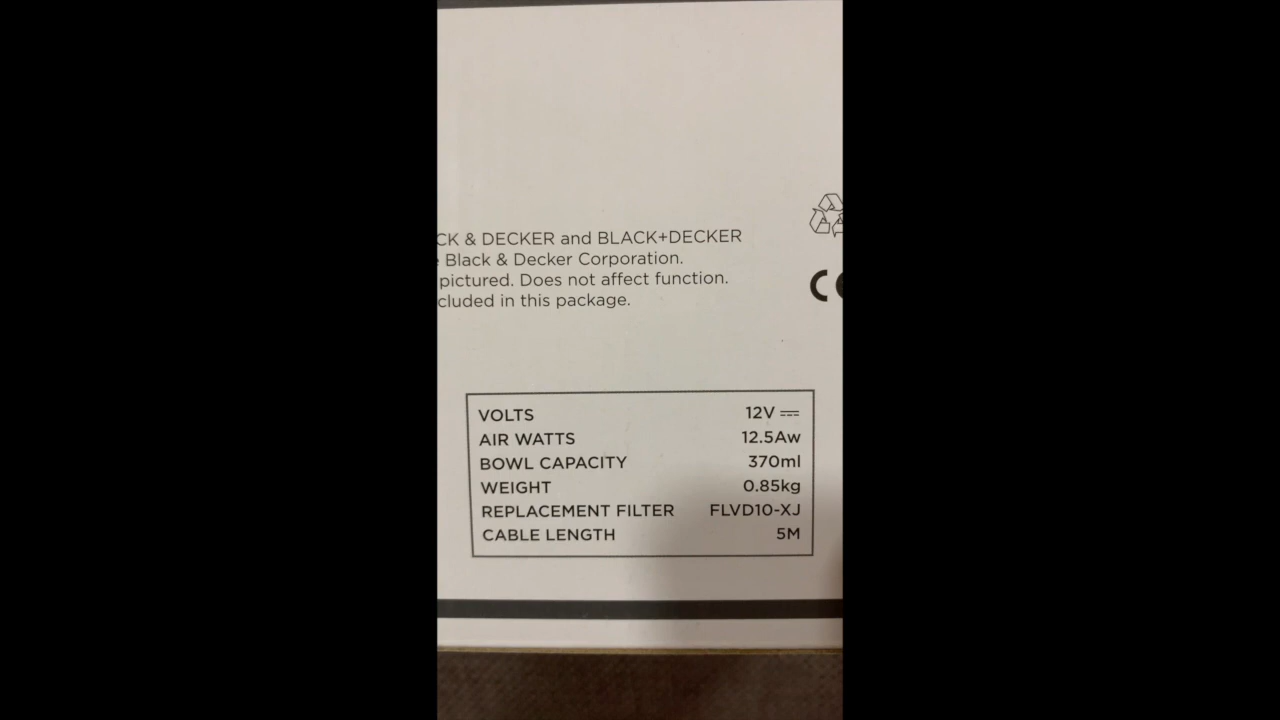 CK & DECKER and BLACK+DECKER
Black & Decker Corporation.
pictured. Does not affect function.
cluded in this package.
VOLTS 12V
AIR WATTS 12.5Aw
BOWL CAPACITY 370ml
WEIGHT 0.85kg
REPLACEMENT FILTER FLVD10-XJ
CABLE LENGTH 5M